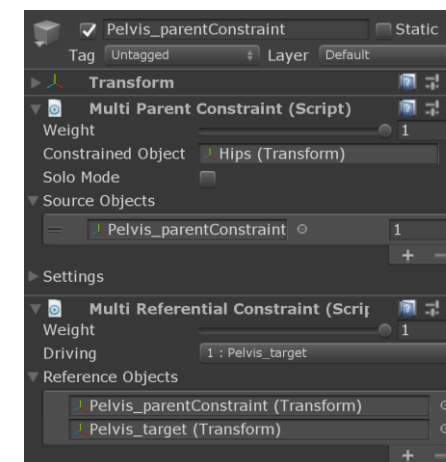 Pelvis_parentConstraint Static
Tag Untagged Layer Default
Transform
Multi Parent Constraint (Script)
Weight 1
Constrained Object Hips (Transform)
Solo Mode
Source Objects
Pelvis_parentConstraint 1
+ −
Settings
Multi Referential Constraint (Scrip
Weight 1
Driving 1 : Pelvis_target
Reference Objects
Pelvis_parentConstraint (Transform)
Pelvis_target (Transform)
+ −